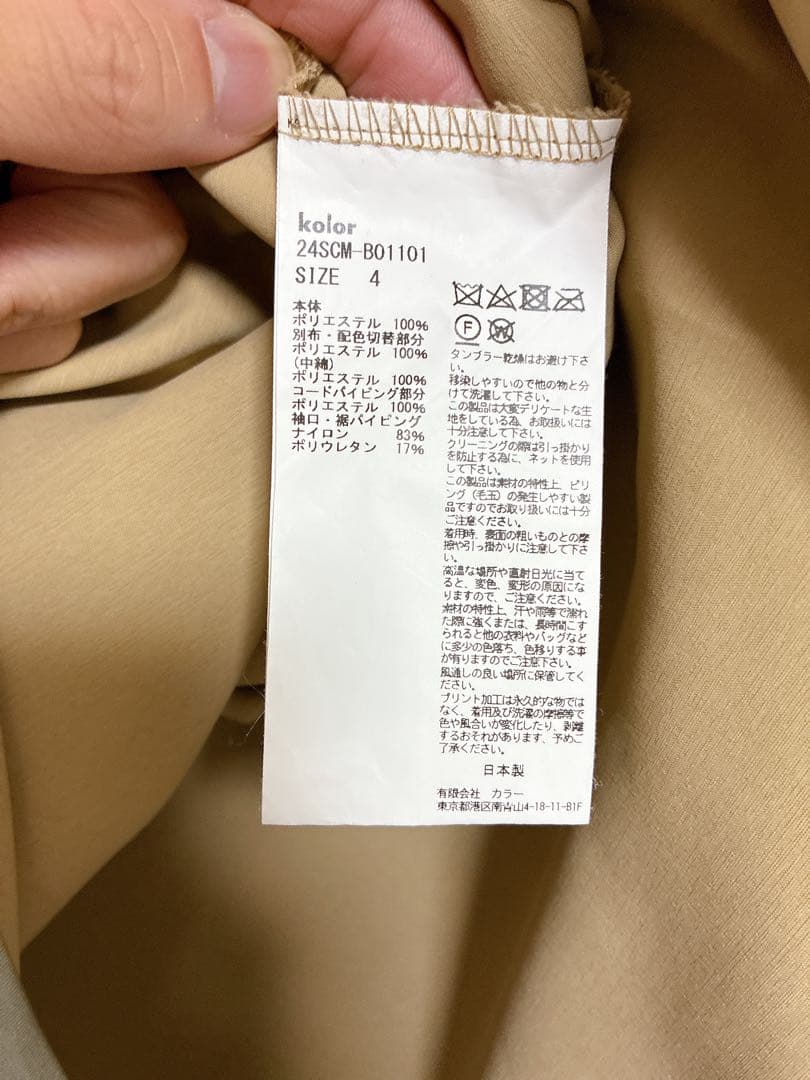 kolor
24SCM-B01101
SIZE 4
本体
ポリエステル 100%
別布・配色切替部分
ポリエステル 100%
(中綿)
ポリエステル 100%
コードパイピング部分
ポリエステル 100%
袖口・裾パイピング
ナイロン 83%
ポリウレタン 17%
F
W
タンブラー乾燥はお避け下さ
い。
移染しやすいので他の物と分
けて洗濯して下さい。
この製品は大変デリケートな生
地をしている為、お取扱いには
十分注意して下さい。
クリーニングの際は引っ掛かり
を防止する為に、ネットを使用
して下さい。
この製品は素材の特性上、ピリ
ング(毛玉)の発生しやすい製
品ですのでお取り扱いには十分
ご注意ください。
着用時、表面の粗いものとの摩
擦や引っ掛かりに注意して下さ
い。
高温な場所や直射日光に当て
ると、変色、変形の原因にな
りますので、ご注意ください。
素材の特性上、汗や雨等で濡れ
た際に強くまたは、長時間こす
られると他の衣料やバッグなど
に多少の色落ち、色移りする事
が有りますのでご注意下さい。
風通しの良い場所に保管してく
ださい。
プリント加工は永久的な物では
なく、着用及び洗濯の摩擦等で
色や風合いが変化したり、剥離
するおそれがあります、予めご
了承ください。
日本製
有限会社 カラー
東京都港区南青山4-18-11-B1F